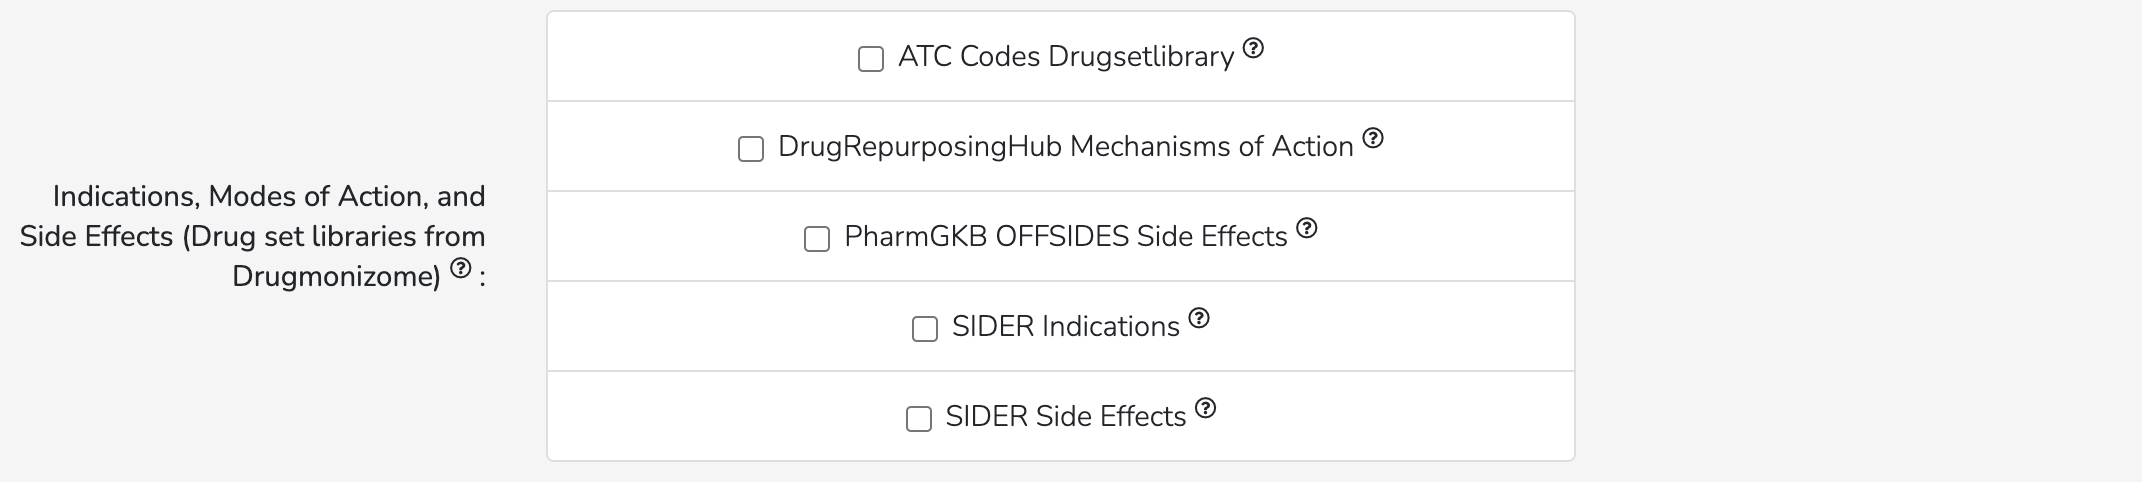 Indications, Modes of Action, and
Side Effects (Drug set libraries from
Drugmonizome) ? :
ATC Codes Drugsetlibrary ?
DrugRepurposingHub Mechanisms of Action ?
PharmGKB OFFSIDES Side Effects ?
SIDER Indications ?
SIDER Side Effects ?